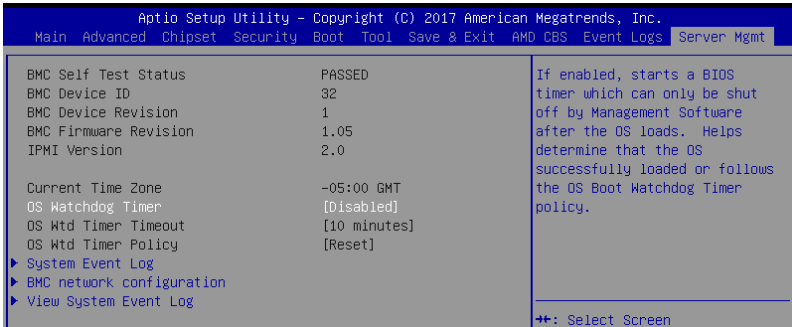 Aptio Setup Utility – Copyright (C) 2017 American Megatrends, Inc.
Main Advanced Chipset Security Boot Tool Save & Exit AMD CBS Event Logs Server Mgmt
BMC Self Test Status PASSED
BMC Device ID 32
BMC Device Revision 1
BMC Firmware Revision 1.05
IPMI Version 2.0
Current Time Zone -05:00 GMT
OS Watchdog Timer [Disabled]
OS Wtd Timer Timeout [10 minutes]
OS Wtd Timer Policy [Reset]
System Event Log
BMC network configuration
View System Event Log
If enabled, starts a BIOS
timer which can only be shut
off by Management Software
after the OS loads. Helps
determine that the OS
successfully loaded or follows
the OS Boot Watchdog Timer
policy.
→←: Select Screen